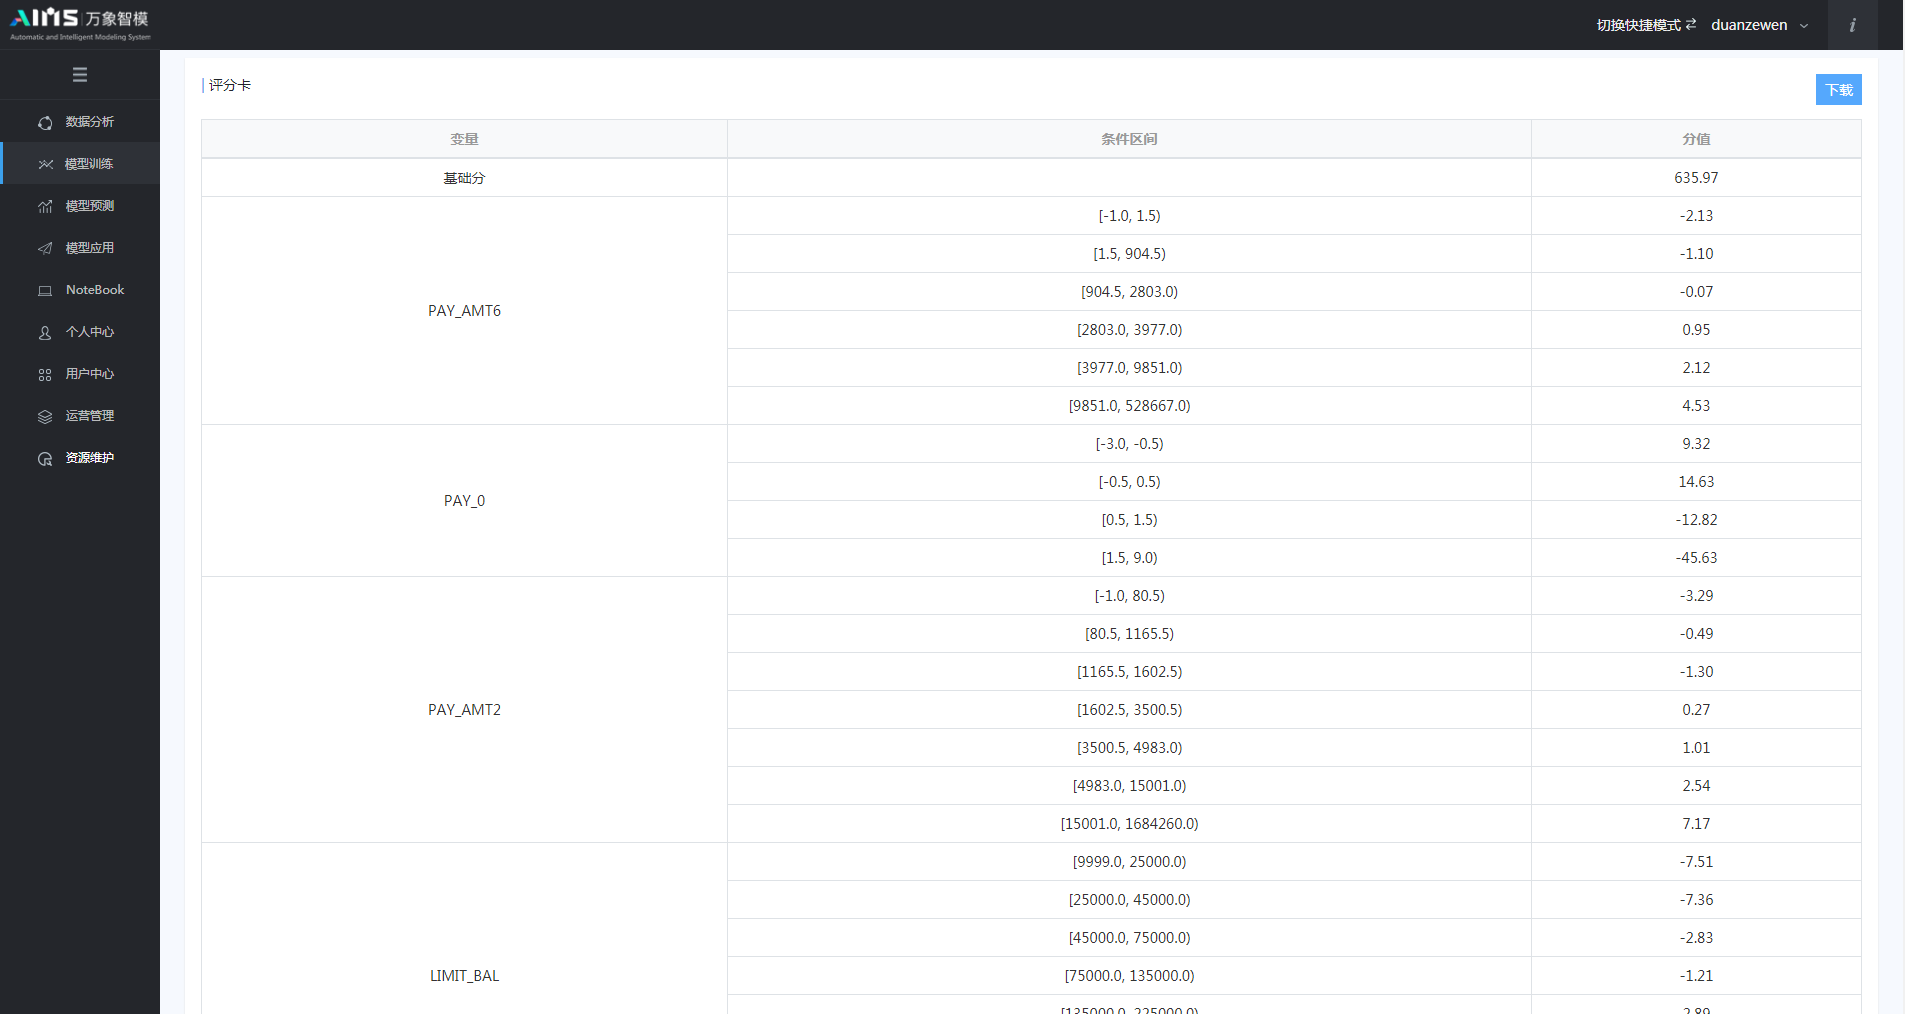 AIMS 万象智模
Automatic and Intelligent Modeling System
切换快捷模式 duanzewen i
数据分析
模型训练
模型预测
模型应用
NoteBook
个人中心
用户中心
运营管理
资源维护
评分卡
下载
变量 条件区间 分值
基础分 635.97
PAY_AMT6
[-1.0, 1.5) -2.13
[1.5, 904.5) -1.10
[904.5, 2803.0) -0.07
[2803.0, 3977.0) 0.95
[3977.0, 9851.0) 2.12
[9851.0, 528667.0) 4.53
PAY_0
[-3.0, -0.5) 9.32
[-0.5, 0.5) 14.63
[0.5, 1.5) -12.82
[1.5, 9.0) -45.63
PAY_AMT2
[-1.0, 80.5) -3.29
[80.5, 1165.5) -0.49
[1165.5, 1602.5) -1.30
[1602.5, 3500.5) 0.27
[3500.5, 4983.0) 1.01
[4983.0, 15001.0) 2.54
[15001.0, 1684260.0) 7.17
LIMIT_BAL
[9999.0, 25000.0) -7.51
[25000.0, 45000.0) -7.36
[45000.0, 75000.0) -2.83
[75000.0, 135000.0) -1.21
[135000.0, 225000.0) 2.89